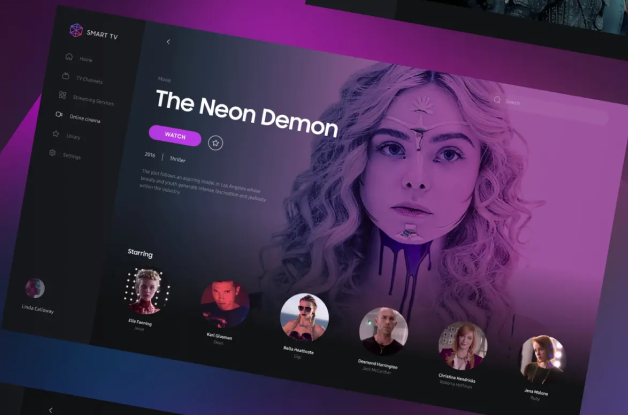 SMART TV
Home
TV Channels
Streaming Services
Online cinema
Library
Settings
Linda Calloway
Movie
Search
The Neon Demon
WATCH
2016 | Thriller
The plot follows an aspiring model in Los Angeles whose
beauty and youth generate intense fascination and jealousy
within the industry.
Starring
Elle Fanning
Jesse
Karl Glusman
Dean
Bella Heathcote
Gigi
Desmond Harrington
Jack McCarther
Christina Hendricks
Roberta Hoffman
Jena Malone
Ruby